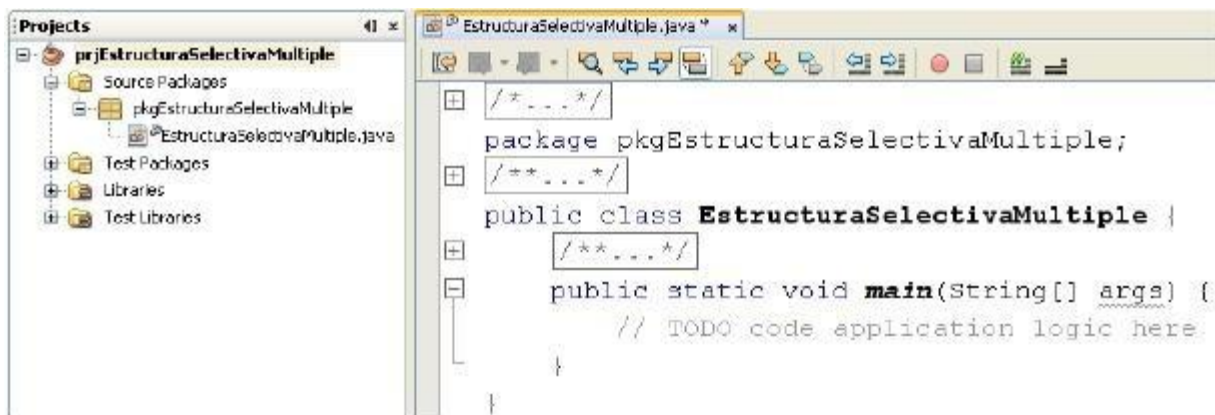 Projects
prjEstructuraSelectivaMultiple
Source Packages
pkgEstructuraSelectivaMultiple
EstructuraSelectivaMultiple.java
Test Packages
Libraries
Test Libraries
EstructuraSelectivaMultiple.java *
/*...*/
package pkgEstructuraSelectivaMultiple;
/**...*/
public class EstructuraSelectivaMultiple {
/**...*/
public static void main(String[] args) {
// TODO code application logic here
}
}